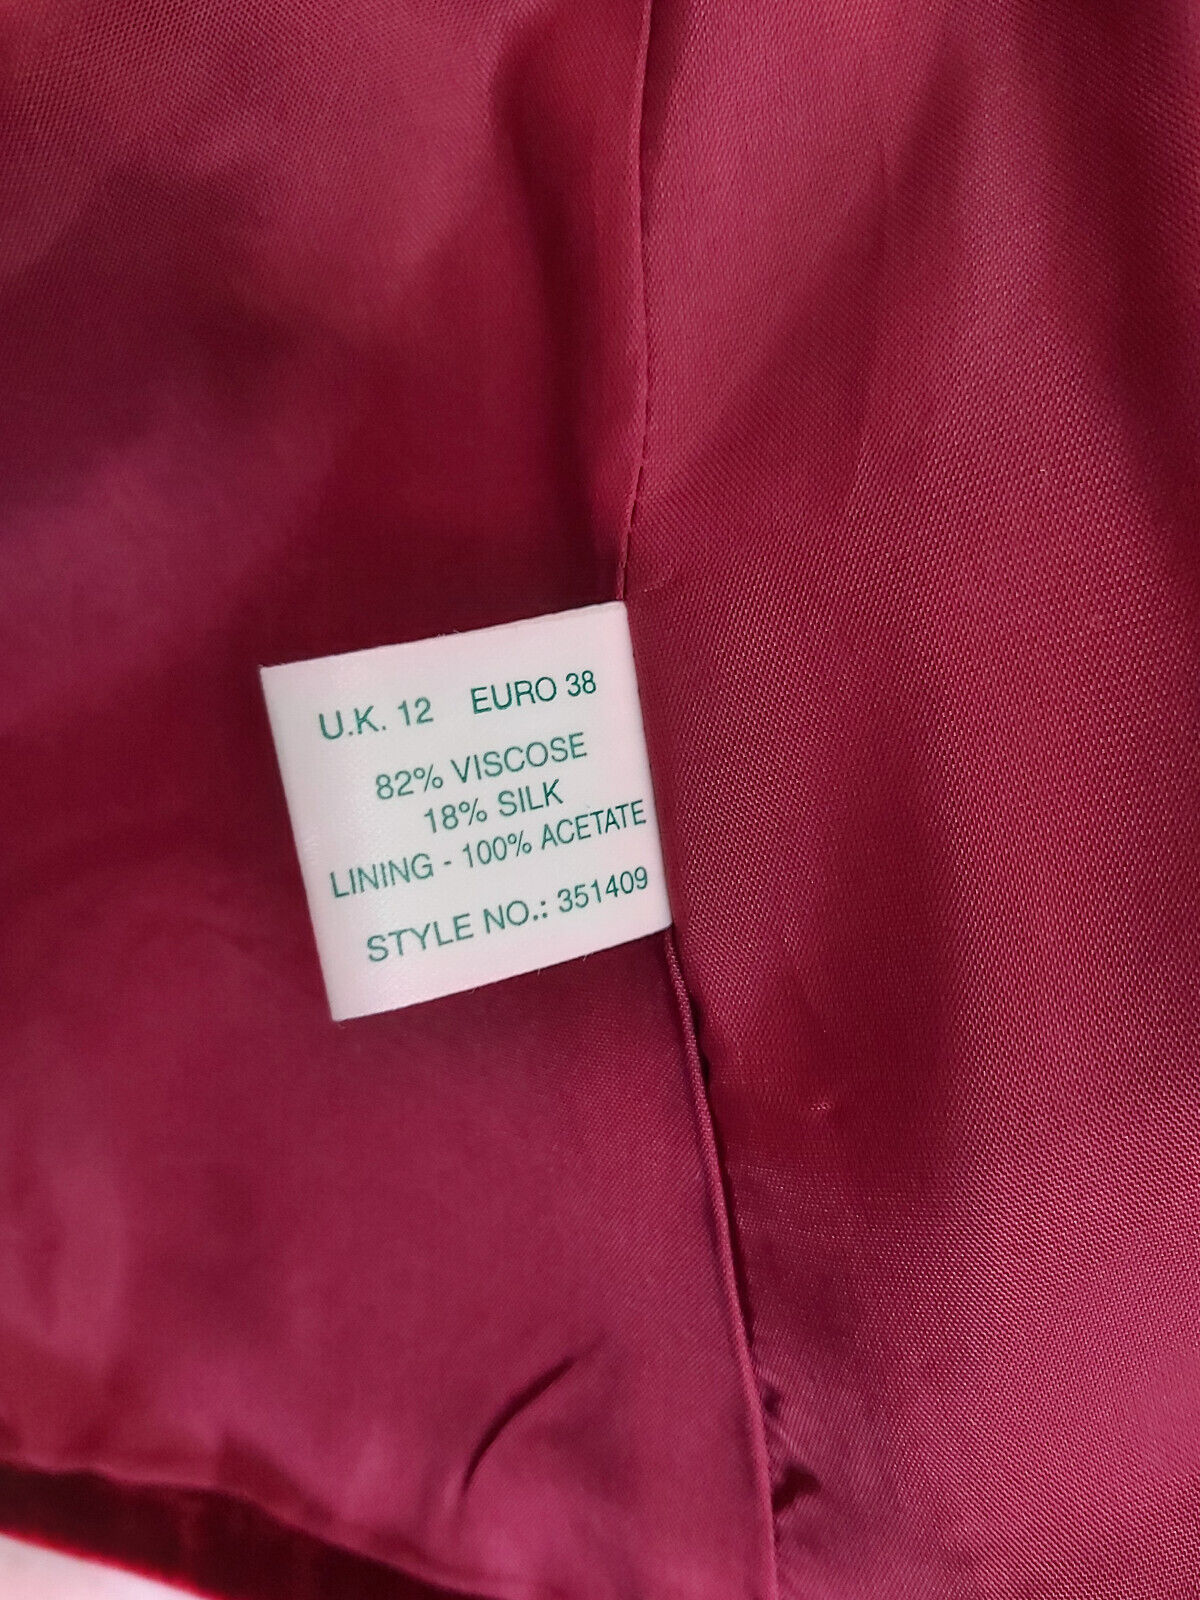 U.K. 12 EURO 38
82% VISCOSE
18% SILK
LINING - 100% ACETATE
STYLE NO.: 351409